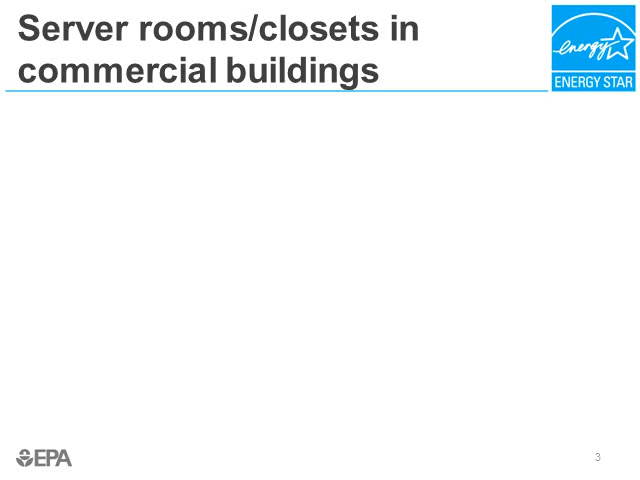 Server rooms/closets in
commercial buildings
energy
ENERGY STAR
EPA
3